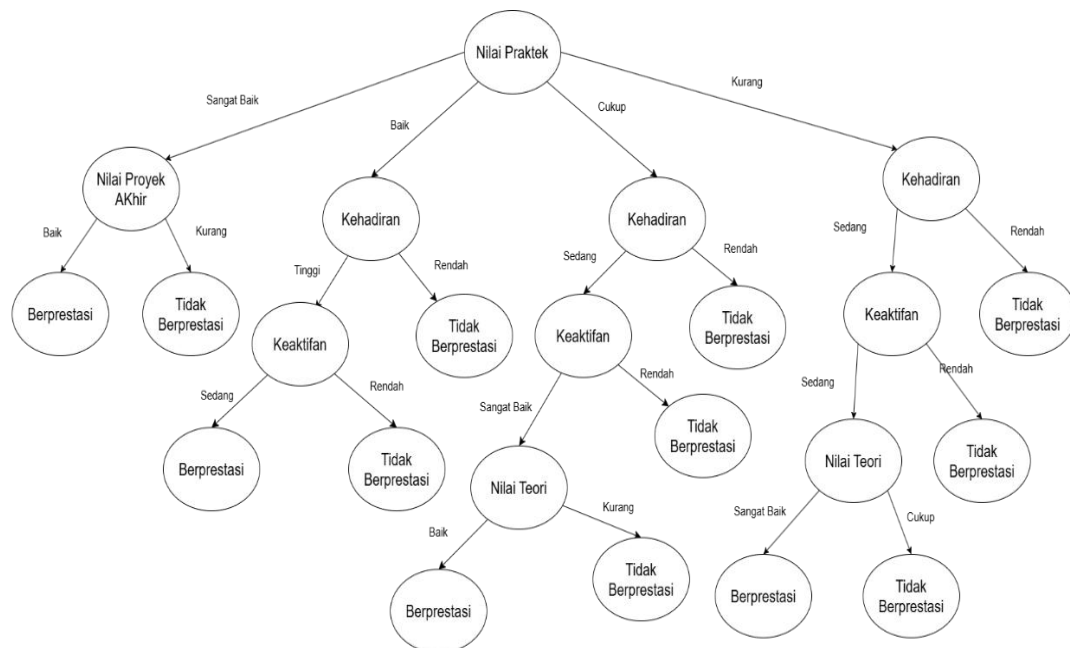 Nilai Praktek
Kurang
Sangat Baik
Cukup
Baik
Nilai Proyek
AKhir
Kehadiran
Kehadiran
Kehadiran
Baik
Kurang
Sedang
Rendah
Tinggi
Rendah
Sedang
Rendah
Berprestasi
Tidak
Berprestasi
Keaktifan
Tidak
Berprestasi
Keaktifan
Tidak
Berprestasi
Keaktifan
Tidak
Berprestasi
Sedang
Rendah
Sangat Baik
Rendah
Sedang
Rendah
Berprestasi
Tidak
Berprestasi
Nilai Teori
Tidak
Berprestasi
Nilai Teori
Tidak
Berprestasi
Baik
Kurang
Sangat Baik
Cukup
Berprestasi
Tidak
Berprestasi
Berprestasi
Tidak
Berprestasi